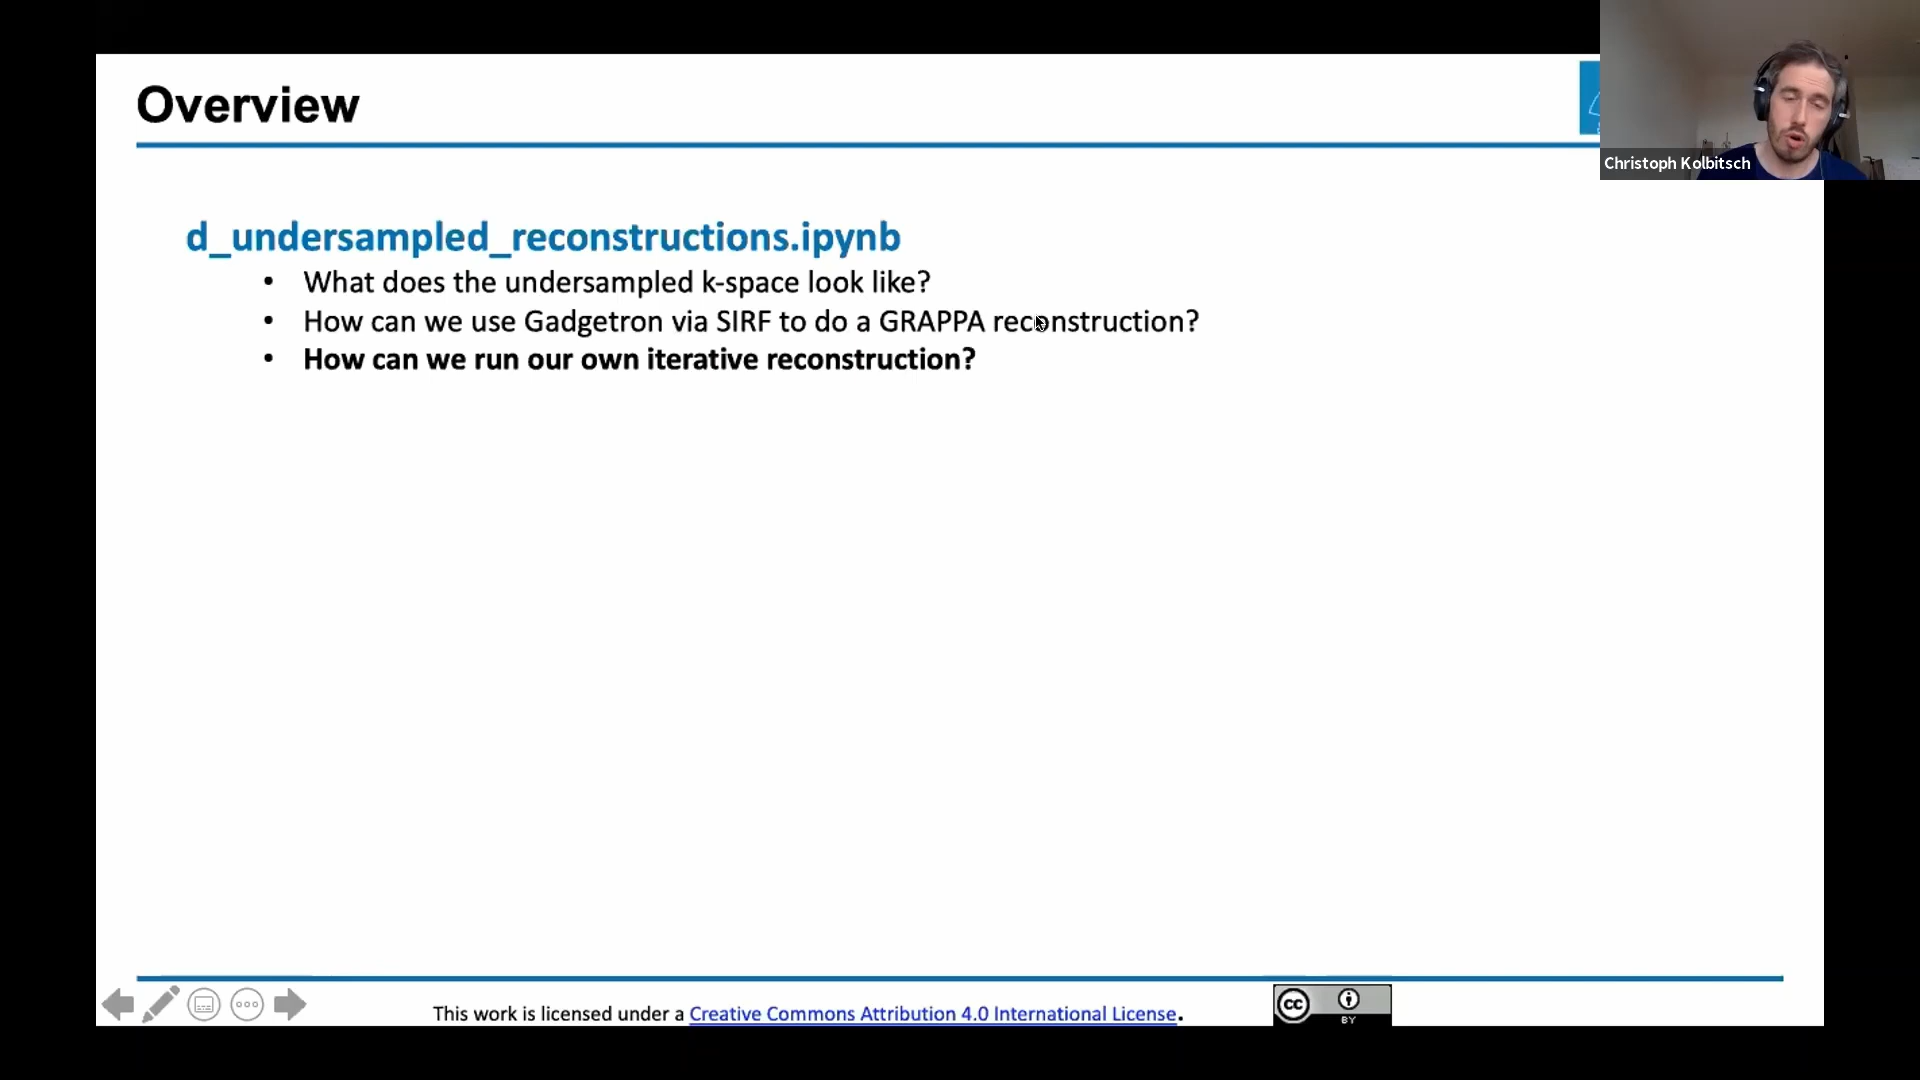 Overview
Christoph Kolbitsch
d_undersampled_reconstructions.ipynb
• What does the undersampled k-space look like?
• How can we use Gadgetron via SIRF to do a GRAPPA reconstruction?
• How can we run our own iterative reconstruction?
This work is licensed under a Creative Commons Attribution 4.0 International License.
cc
BY